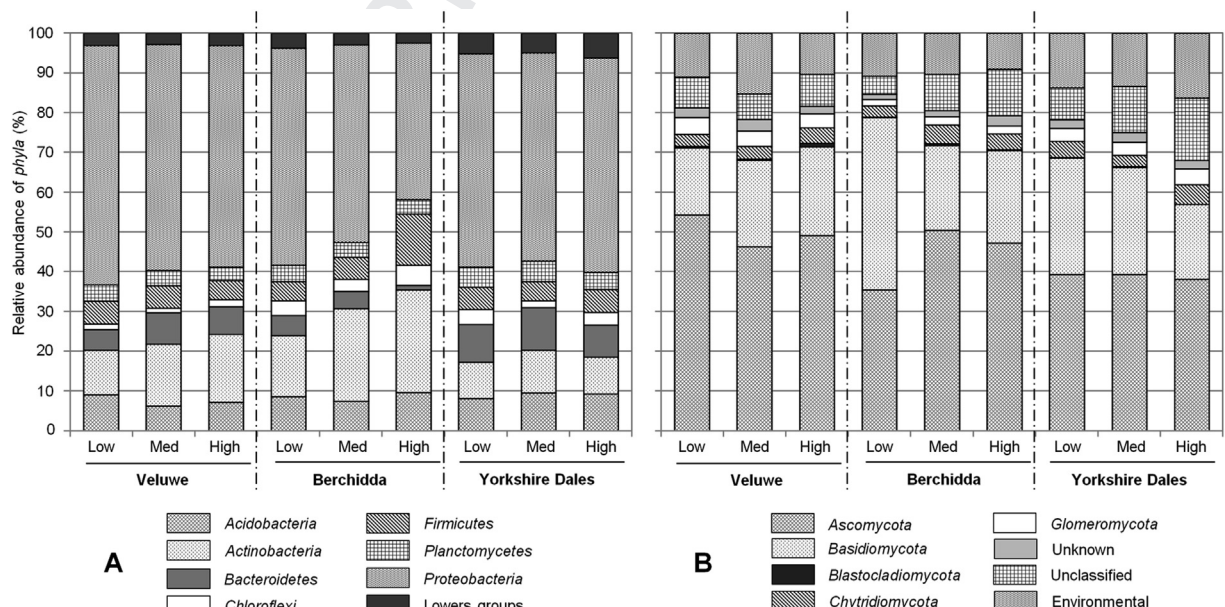 Relative abundance of phyla (%)
100
90
80
70
60
50
40
30
20
10
0
Low Med High Low Med High Low Med High
Veluwe Berchidda Yorkshire Dales
A
Acidobacteria
Actinobacteria
Bacteroidetes
Chloroflexi
Firmicutes
Planctomycetes
Proteobacteria
Lowers groups
Low Med High Low Med High Low Med High
Veluwe Berchidda Yorkshire Dales
B
Ascomycota
Basidiomycota
Blastocladiomycota
Chytridiomycota
Glomeromycota
Unknown
Unclassified
Environmental